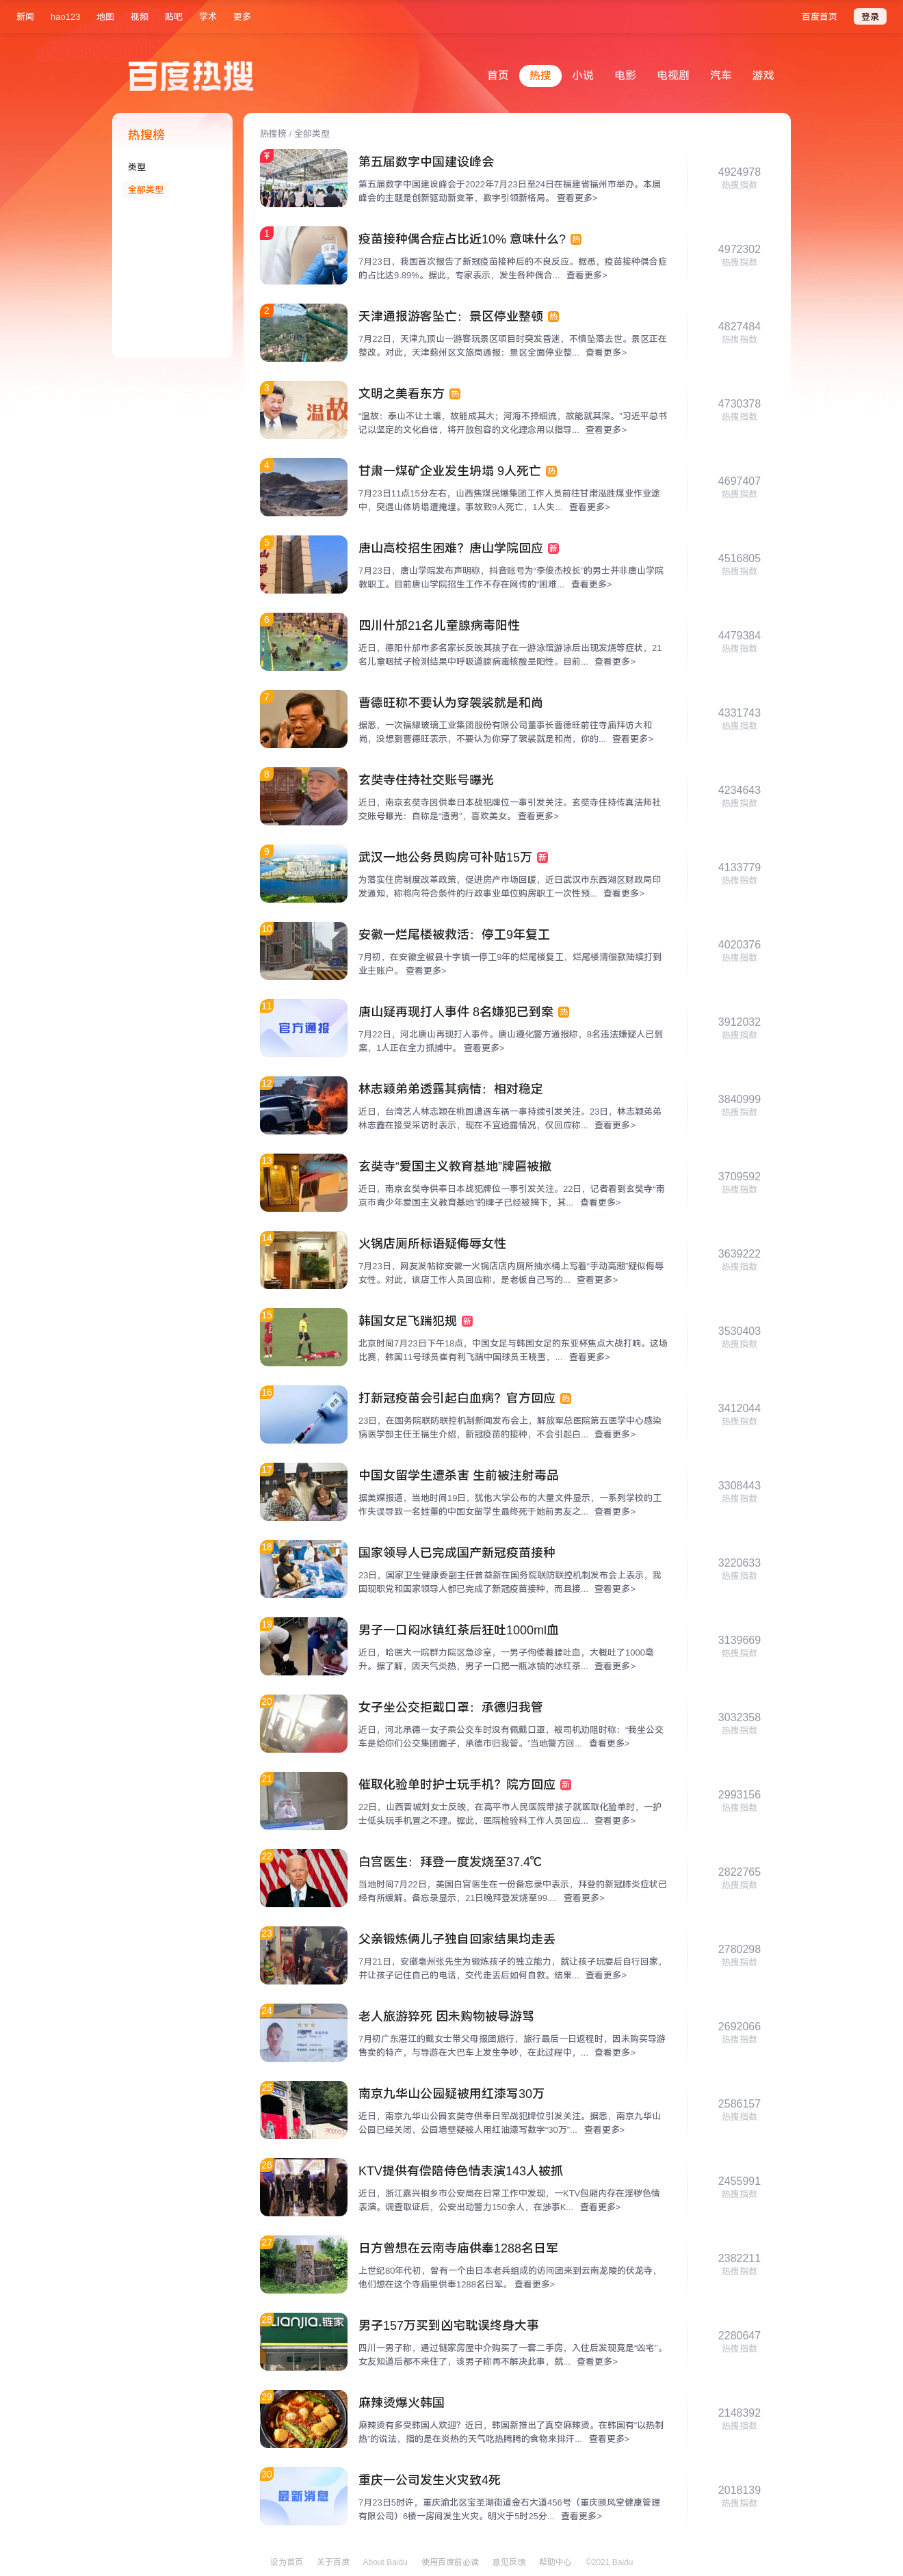 新闻 hao123 地图 视频 贴吧 学术 更多 百度首页 登录
百度热搜
首页 热搜 小说 电影 电视剧 汽车 游戏
热搜榜
类型
全部类型
热搜榜 / 全部类型
第五届数字中国建设峰会
第五届数字中国建设峰会于2022年7月23日至24日在福建省福州市举办。本届
峰会的主题是创新驱动新变革，数字引领新格局。 查看更多>
4924978
热搜指数
1
疫苗接种偶合症占比近10% 意味什么? 热
7月23日，我国首次报告了新冠疫苗接种后的不良反应。据悉，疫苗接种偶合症
的占比达9.89%。据此，专家表示，发生各种偶合... 查看更多>
4972302
热搜指数
2
天津通报游客坠亡：景区停业整顿 热
7月22日，天津九顶山一游客玩景区项目时突发昏迷，不慎坠落去世。景区正在
整改。对此，天津蓟州区文旅局通报：景区全面停业整... 查看更多>
4827484
热搜指数
3
温故
文明之美看东方 热
“温故：泰山不让土壤，故能成其大；河海不择细流，故能就其深。”习近平总书
记以坚定的文化自信，将开放包容的文化理念用以指导... 查看更多>
4730378
热搜指数
4
甘肃一煤矿企业发生坍塌 9人死亡 热
7月23日11点15分左右，山西焦煤民爆集团工作人员前往甘肃泓胜煤业作业途
中，突遇山体坍塌遭掩埋。事故致9人死亡，1人失... 查看更多>
4697407
热搜指数
5
唐山高校招生困难？唐山学院回应 新
7月23日，唐山学院发布声明称，抖音账号为“李俊杰校长”的男士并非唐山学院
教职工。目前唐山学院招生工作不存在网传的“困难... 查看更多>
4516805
热搜指数
6
四川什邡21名儿童腺病毒阳性
近日，德阳什邡市多名家长反映其孩子在一游泳馆游泳后出现发烧等症状，21
名儿童咽拭子检测结果中呼吸道腺病毒核酸呈阳性。目前... 查看更多>
4479384
热搜指数
7
曹德旺称不要认为穿袈裟就是和尚
据悉，一次福耀玻璃工业集团股份有限公司董事长曹德旺前往寺庙拜访大和
尚，没想到曹德旺表示，不要认为你穿了袈裟就是和尚，你的... 查看更多>
4331743
热搜指数
8
玄奘寺住持社交账号曝光
近日，南京玄奘寺因供奉日本战犯牌位一事引发关注。玄奘寺住持传真法师社
交账号曝光：自称是“渣男”，喜欢美女。 查看更多>
4234643
热搜指数
9
武汉一地公务员购房可补贴15万 新
为落实住房制度改革政策、促进房产市场回暖，近日武汉市东西湖区财政局印
发通知，称将向符合条件的行政事业单位购房职工一次性预... 查看更多>
4133779
热搜指数
10
安徽一烂尾楼被救活：停工9年复工
7月初，在安徽全椒县十字镇一停工9年的烂尾楼复工，烂尾楼清偿款陆续打到
业主账户。 查看更多>
4020376
热搜指数
11
官方通报
唐山疑再现打人事件 8名嫌犯已到案 热
7月22日，河北唐山再现打人事件。唐山遵化警方通报称，8名违法嫌疑人已到
案，1人正在全力抓捕中。 查看更多>
3912032
热搜指数
12
林志颖弟弟透露其病情：相对稳定
近日，台湾艺人林志颖在桃园遭遇车祸一事持续引发关注。23日，林志颖弟弟
林志鑫在接受采访时表示，现在不宜透露情况，仅回应称... 查看更多>
3840999
热搜指数
13
玄奘寺“爱国主义教育基地”牌匾被撤
近日，南京玄奘寺供奉日本战犯牌位一事引发关注。22日，记者看到玄奘寺“南
京市青少年爱国主义教育基地”的牌子已经被摘下，其... 查看更多>
3709592
热搜指数
14
火锅店厕所标语疑侮辱女性
7月23日，网友发帖称安徽一火锅店店内厕所抽水桶上写着“手动高潮”疑似侮辱
女性。对此，该店工作人员回应称，是老板自己写的... 查看更多>
3639222
热搜指数
15
韩国女足飞踹犯规 新
北京时间7月23日下午18点，中国女足与韩国女足的东亚杯焦点大战打响。这场
比赛，韩国11号球员崔有利飞踹中国球员王晓雪，... 查看更多>
3530403
热搜指数
16
打新冠疫苗会引起白血病？官方回应 热
23日，在国务院联防联控机制新闻发布会上，解放军总医院第五医学中心感染
病医学部主任王福生介绍，新冠疫苗的接种，不会引起白... 查看更多>
3412044
热搜指数
17
中国女留学生遭杀害 生前被注射毒品
据美媒报道，当地时间19日，犹他大学公布的大量文件显示，一系列学校的工
作失误导致一名姓董的中国女留学生最终死于她前男友之... 查看更多>
3308443
热搜指数
18
国家领导人已完成国产新冠疫苗接种
23日，国家卫生健康委副主任曾益新在国务院联防联控机制发布会上表示，我
国现职党和国家领导人都已完成了新冠疫苗接种，而且接... 查看更多>
3220633
热搜指数
19
男子一口闷冰镇红茶后狂吐1000ml血
近日，哈医大一院群力院区急诊室，一男子佝偻着腰吐血，大概吐了1000毫
升。据了解，因天气炎热，男子一口把一瓶冰镇的冰红茶... 查看更多>
3139669
热搜指数
20
女子坐公交拒戴口罩：承德归我管
近日，河北承德一女子乘公交车时没有佩戴口罩，被司机劝阻时称：“我坐公交
车是给你们公交集团面子，承德市归我管。”当地警方回... 查看更多>
3032358
热搜指数
21
催取化验单时护士玩手机？院方回应 新
22日，山西晋城刘女士反映，在高平市人民医院带孩子就医取化验单时，一护
士低头玩手机置之不理。据此，医院检验科工作人员回应... 查看更多>
2993156
热搜指数
22
白宫医生：拜登一度发烧至37.4℃
当地时间7月22日，美国白宫医生在一份备忘录中表示，拜登的新冠肺炎症状已
经有所缓解。备忘录显示，21日晚拜登发烧至99.... 查看更多>
2822765
热搜指数
23
父亲锻炼俩儿子独自回家结果均走丢
7月21日，安徽亳州张先生为锻炼孩子的独立能力，就让孩子玩耍后自行回家，
并让孩子记住自己的电话，交代走丢后如何自救。结果... 查看更多>
2780298
热搜指数
24
老人旅游猝死 因未购物被导游骂
7月初广东湛江的戴女士带父母报团旅行，旅行最后一日返程时，因未购买导游
售卖的特产，与导游在大巴车上发生争吵，在此过程中，... 查看更多>
2692066
热搜指数
25
南京九华山公园疑被用红漆写30万
近日，南京九华山公园玄奘寺供奉日军战犯牌位引发关注。据悉，南京九华山
公园已经关闭，公园墙壁疑被人用红油漆写数字“30万”... 查看更多>
2586157
热搜指数
26
KTV提供有偿陪侍色情表演143人被抓
近日，浙江嘉兴桐乡市公安局在日常工作中发现，一KTV包厢内存在淫秽色情
表演。调查取证后，公安出动警力150余人，在涉事K... 查看更多>
2455991
热搜指数
27
日方曾想在云南寺庙供奉1288名日军
上世纪80年代初，曾有一个由日本老兵组成的访问团来到云南龙陵的伏龙寺，
他们想在这个寺庙里供奉1288名日军。 查看更多>
2382211
热搜指数
28
Lianjia.链家
男子157万买到凶宅耽误终身大事
四川一男子称，通过链家房屋中介购买了一套二手房，入住后发现竟是“凶宅”。
女友知道后都不来住了，该男子称再不解决此事，就... 查看更多>
2280647
热搜指数
29
麻辣烫爆火韩国
麻辣烫有多受韩国人欢迎？近日，韩国新推出了真空麻辣烫。在韩国有“以热制
热”的说法，指的是在炎热的天气吃热腾腾的食物来排汗... 查看更多>
2148392
热搜指数
30
最新消息
重庆一公司发生火灾致4死
7月23日5时许，重庆渝北区宝圣湖街道金石大道456号（重庆颐风堂健康管理
有限公司）6楼一房间发生火灾。明火于5时25分... 查看更多>
2018139
热搜指数
设为首页 关于百度 About Baidu 使用百度前必读 意见反馈 帮助中心 ©2021 Baidu